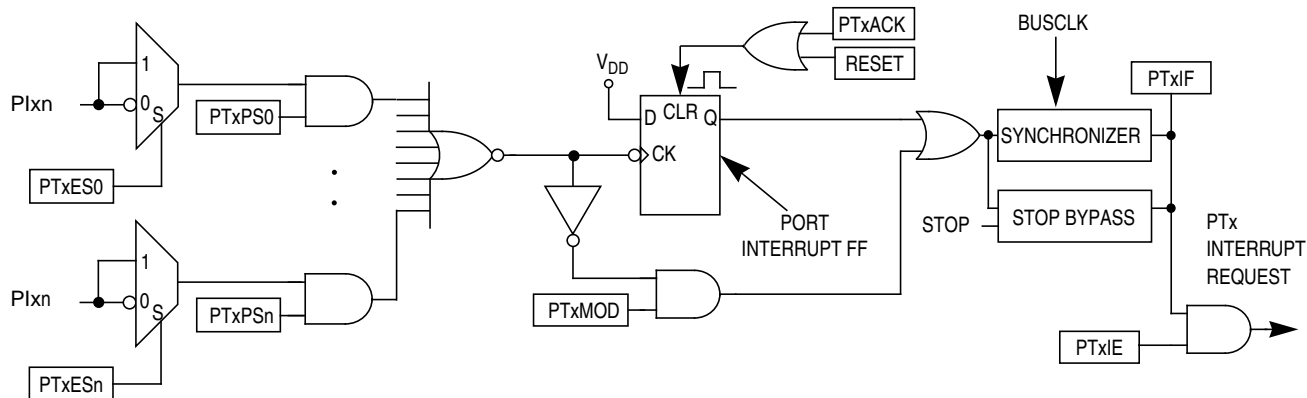 PTxACK
RESET
BUSCLK
VDD
PTxIF
1
PIxn
0
S
PTxPS0
D CLR Q
CK
SYNCHRONIZER
PTxES0
STOP BYPASS
STOP
PORT
INTERRUPT FF
PTx
INTERRUPT
REQUEST
1
PIxn
0
S
PTxPSn
PTxMOD
PTxIE
PTxESn